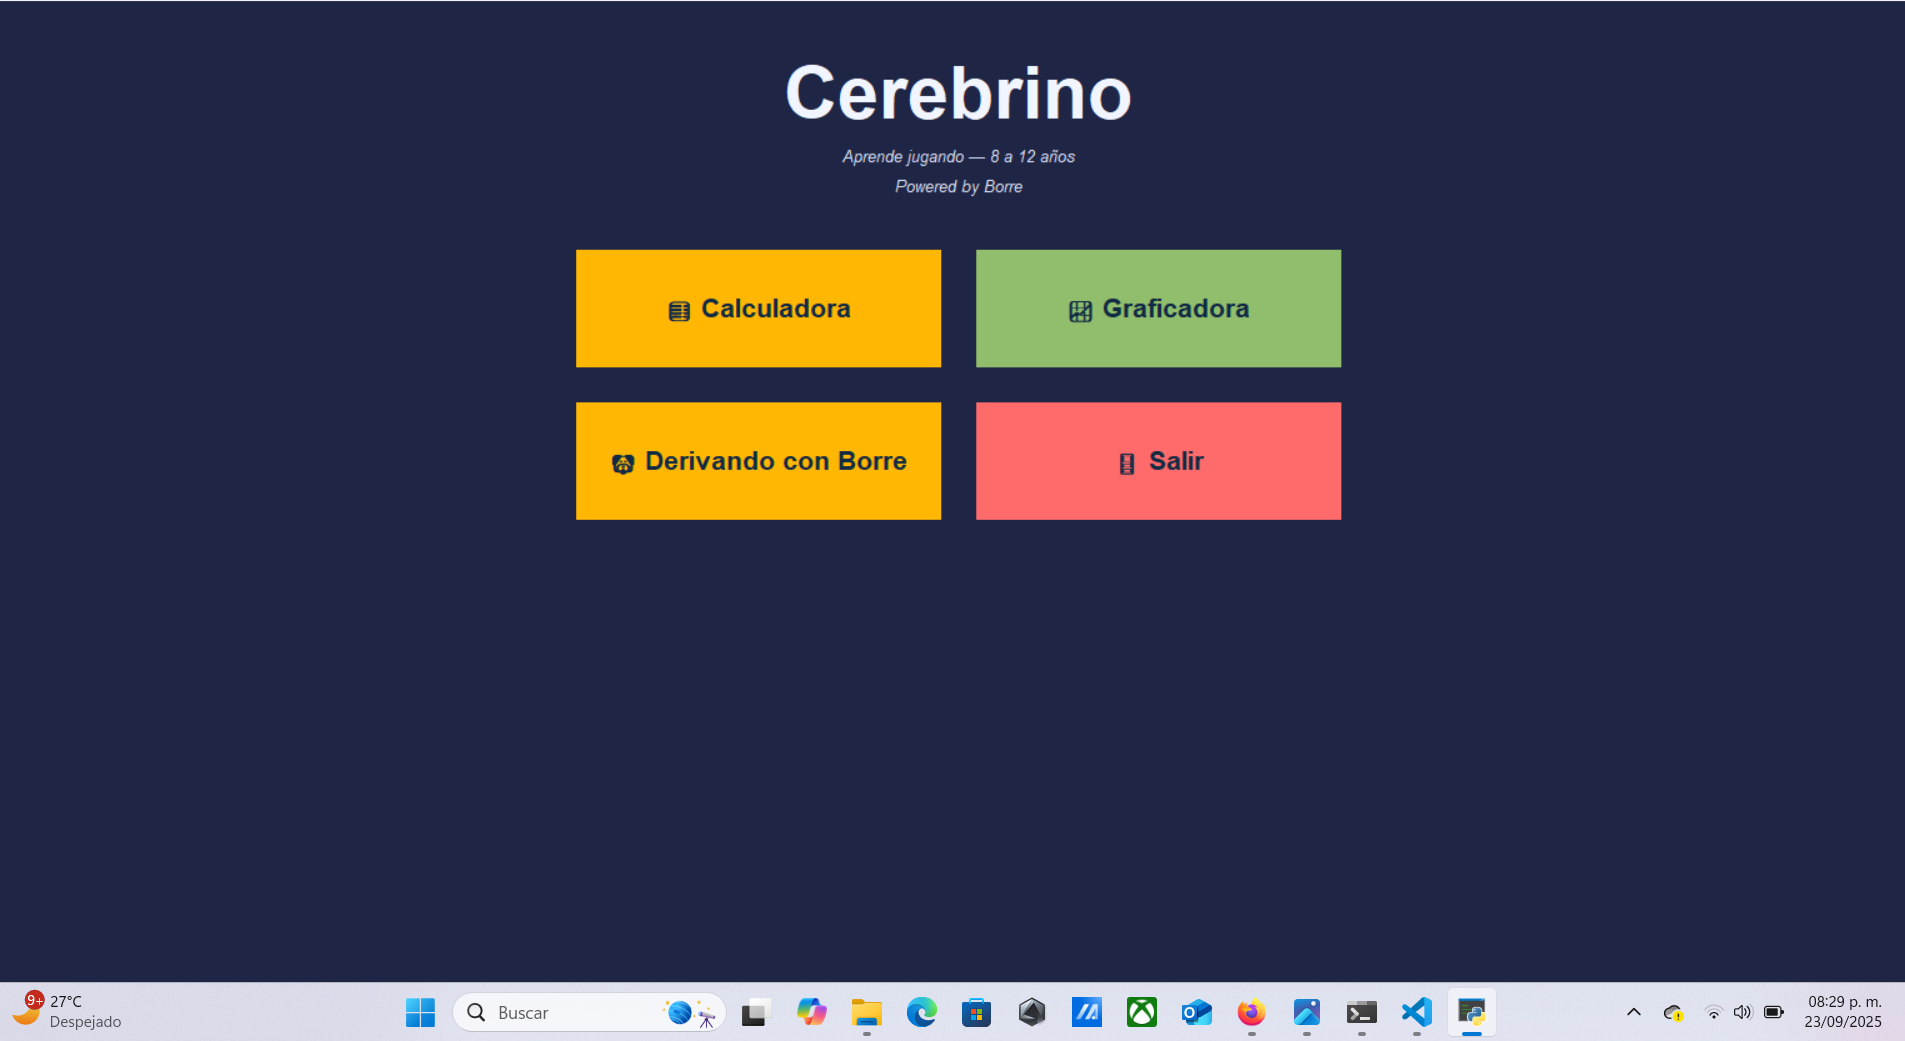 Cerebrino
Aprende jugando — 8 a 12 años
Powered by Borre
Calculadora
Graficadora
Derivando con Borre
Salir
9+
27°C
Despejado
Buscar
08:29 p. m.
23/09/2025